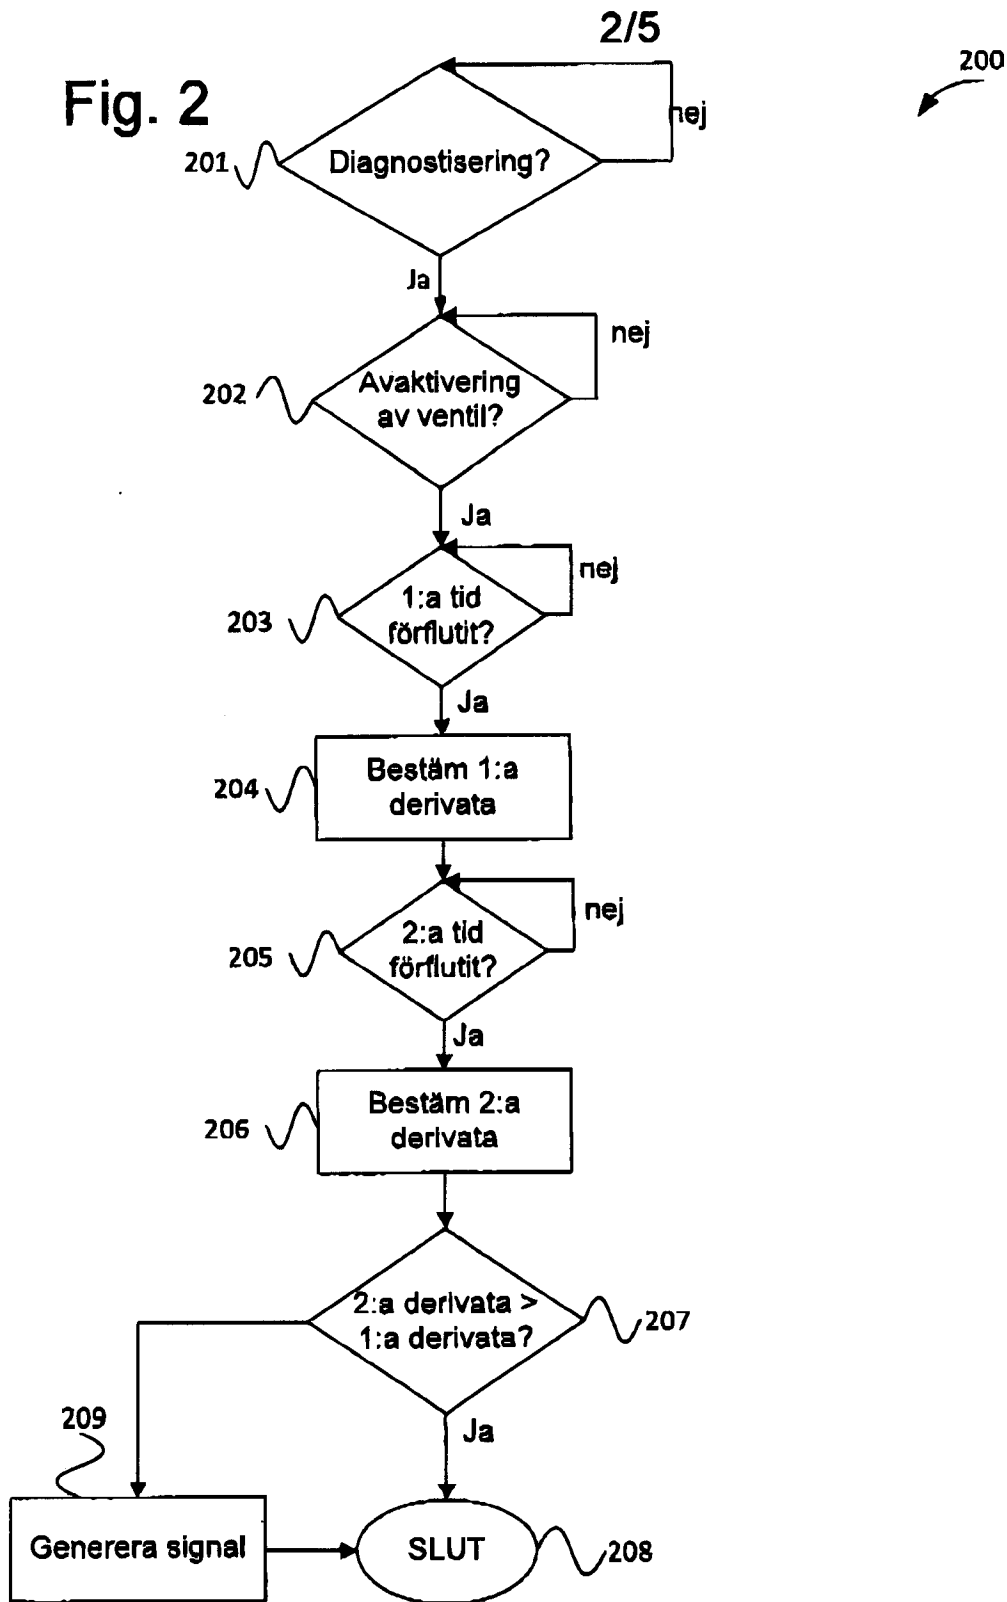 2/5
Fig. 2
200
nej
201
Diagnostisering?
Ja
nej
202
Avaktivering
av ventil?
Ja
nej
203
1:a tid
förflutit?
Ja
204
Bestäm 1:a
derivata
nej
205
2:a tid
förflutit?
Ja
206
Bestäm 2:a
derivata
2:a derivata >
1:a derivata?
207
209
Ja
Generera signal
SLUT
208